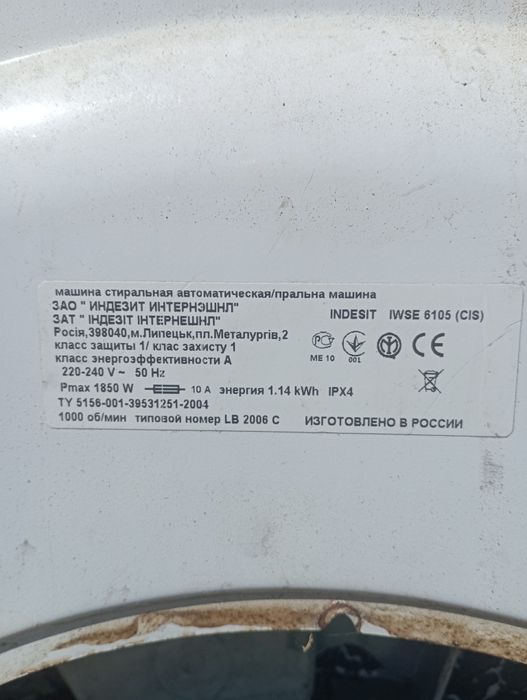 машина стиральная автоматическая/пральна машина
ЗАО " ИНДЕЗИТ ИНТЕРНЭШНЛ"
ЗАТ " ІНДЕЗІТ ІНТЕРНЕШНЛ"
INDESIT IWSE 6105 (CIS)
Росія,398040,м.Липецьк,пл.Металургів,2
класс защиты 1/ клас захисту 1
класс энергоэффективности А
РСТ CE
ME 10 001
220-240 V ~ 50 Hz
Pmax 1850 W 10 A энергия 1.14 kWh IPX4
ТУ 5156-001-39531251-2004
1000 об/мин типовой номер LB 2006 C
ИЗГОТОВЛЕНО В РОССИИ